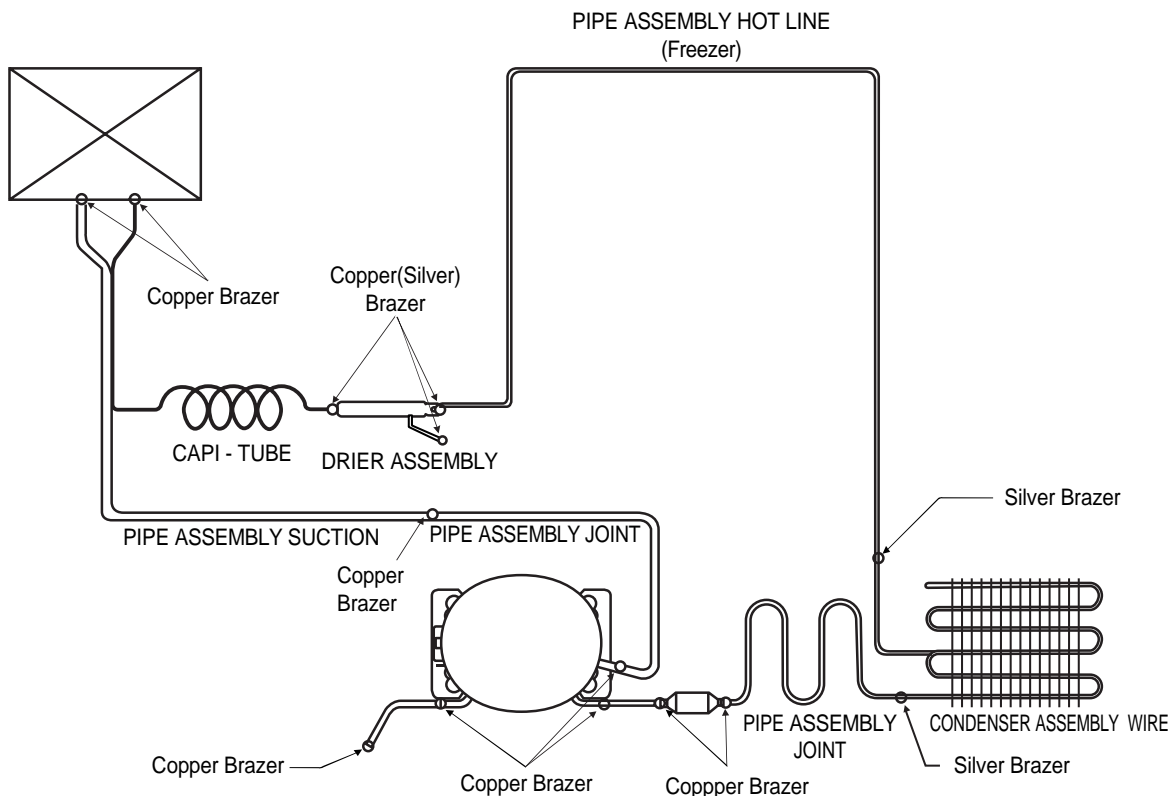 PIPE ASSEMBLY HOT LINE
(Freezer)
Copper Brazer
Copper(Silver)
Brazer
CAPI - TUBE
DRIER ASSEMBLY
Silver Brazer
PIPE ASSEMBLY SUCTION
PIPE ASSEMBLY JOINT
Copper
Brazer
PIPE ASSEMBLY
JOINT
CONDENSER ASSEMBLY WIRE
Copper Brazer
Copper Brazer
Coppper Brazer
Silver Brazer